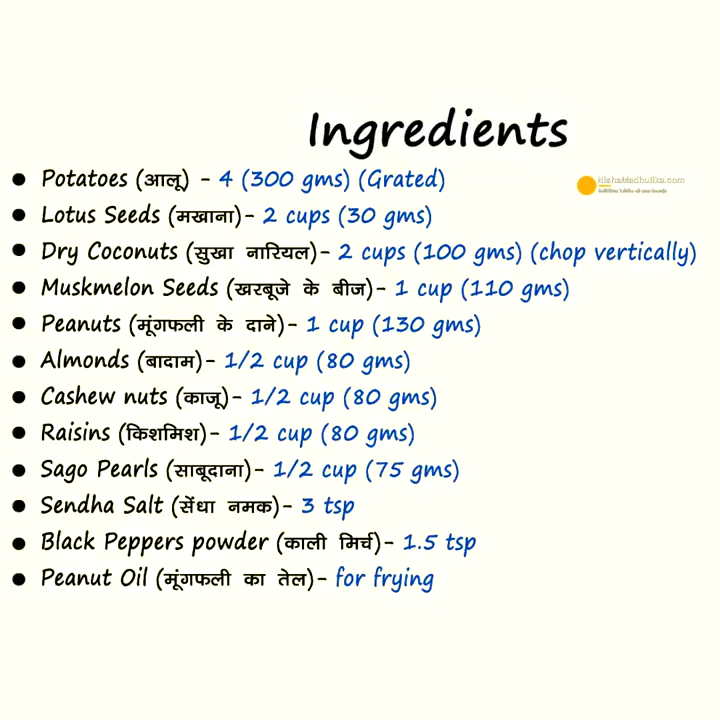 Ingredients
NishaMadhulika.com
• Potatoes (आलू) - 4 (300 gms) (Grated)
• Lotus Seeds (मखाना)- 2 cups (30 gms)
• Dry Coconuts (सुखा नारियल)- 2 cups (100 gms) (chop vertically)
• Muskmelon Seeds (खरबूजे के बीज)- 1 cup (110 gms)
• Peanuts (मूंगफली के दाने)- 1 cup (130 gms)
• Almonds (बादाम)- 1/2 cup (80 gms)
• Cashew nuts (काजू)- 1/2 cup (80 gms)
• Raisins (किशमिश)- 1/2 cup (80 gms)
• Sago Pearls (साबूदाना)- 1/2 cup (75 gms)
• Sendha Salt (सेंधा नमक)- 3 tsp
• Black Peppers powder (काली मिर्च)- 1.5 tsp
• Peanut Oil (मूंगफली का तेल)- for frying